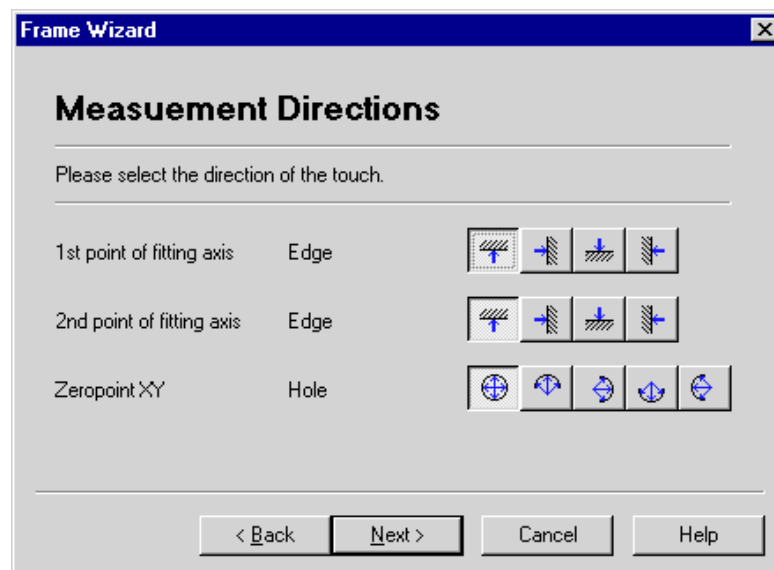 Frame Wizard
Measuement Directions
Please select the direction of the touch.
1st point of fitting axis Edge
2nd point of fitting axis Edge
Zeropoint XY Hole
< Back Next > Cancel Help